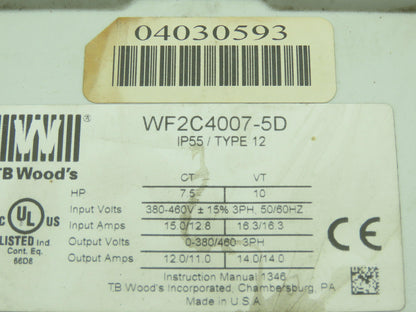 04030593
®
WF2C4007-5D
IP55 / TYPE 12
TB Wood's
CT VT
HP 7.5 10
Input Volts 380-460V ± 15% 3PH, 50/60HZ
Input Amps 15.0/12.8 16.3/16.3
Output Volts 0-380/460 3PH
Output Amps 12.0/11.0 14.0/14.0
C UL US
LISTED Ind.
Cont. Eq.
66D8
Instruction Manual 1346
TB Wood's Incorporated, Chambersburg, PA
Made in U.S.A.